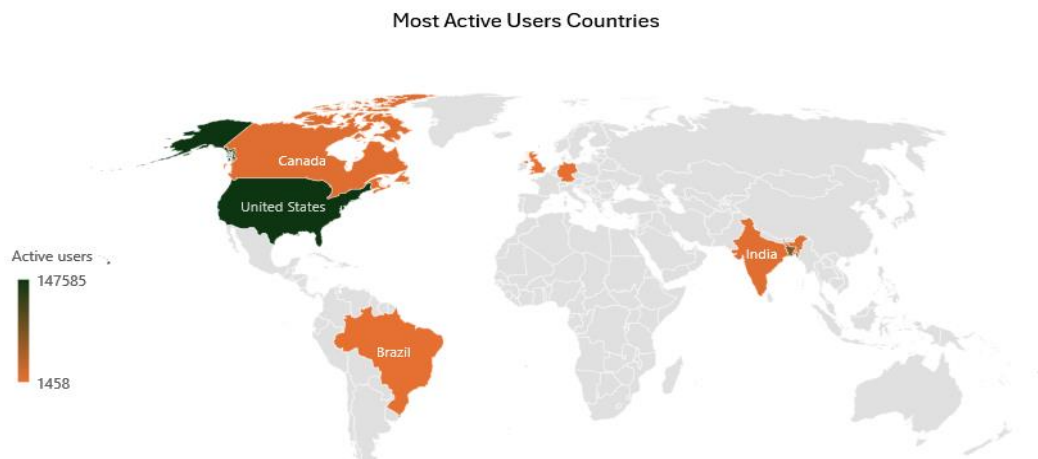 Most Active Users Countries
Canada
United States
Active users
147585
India
Brazil
1458